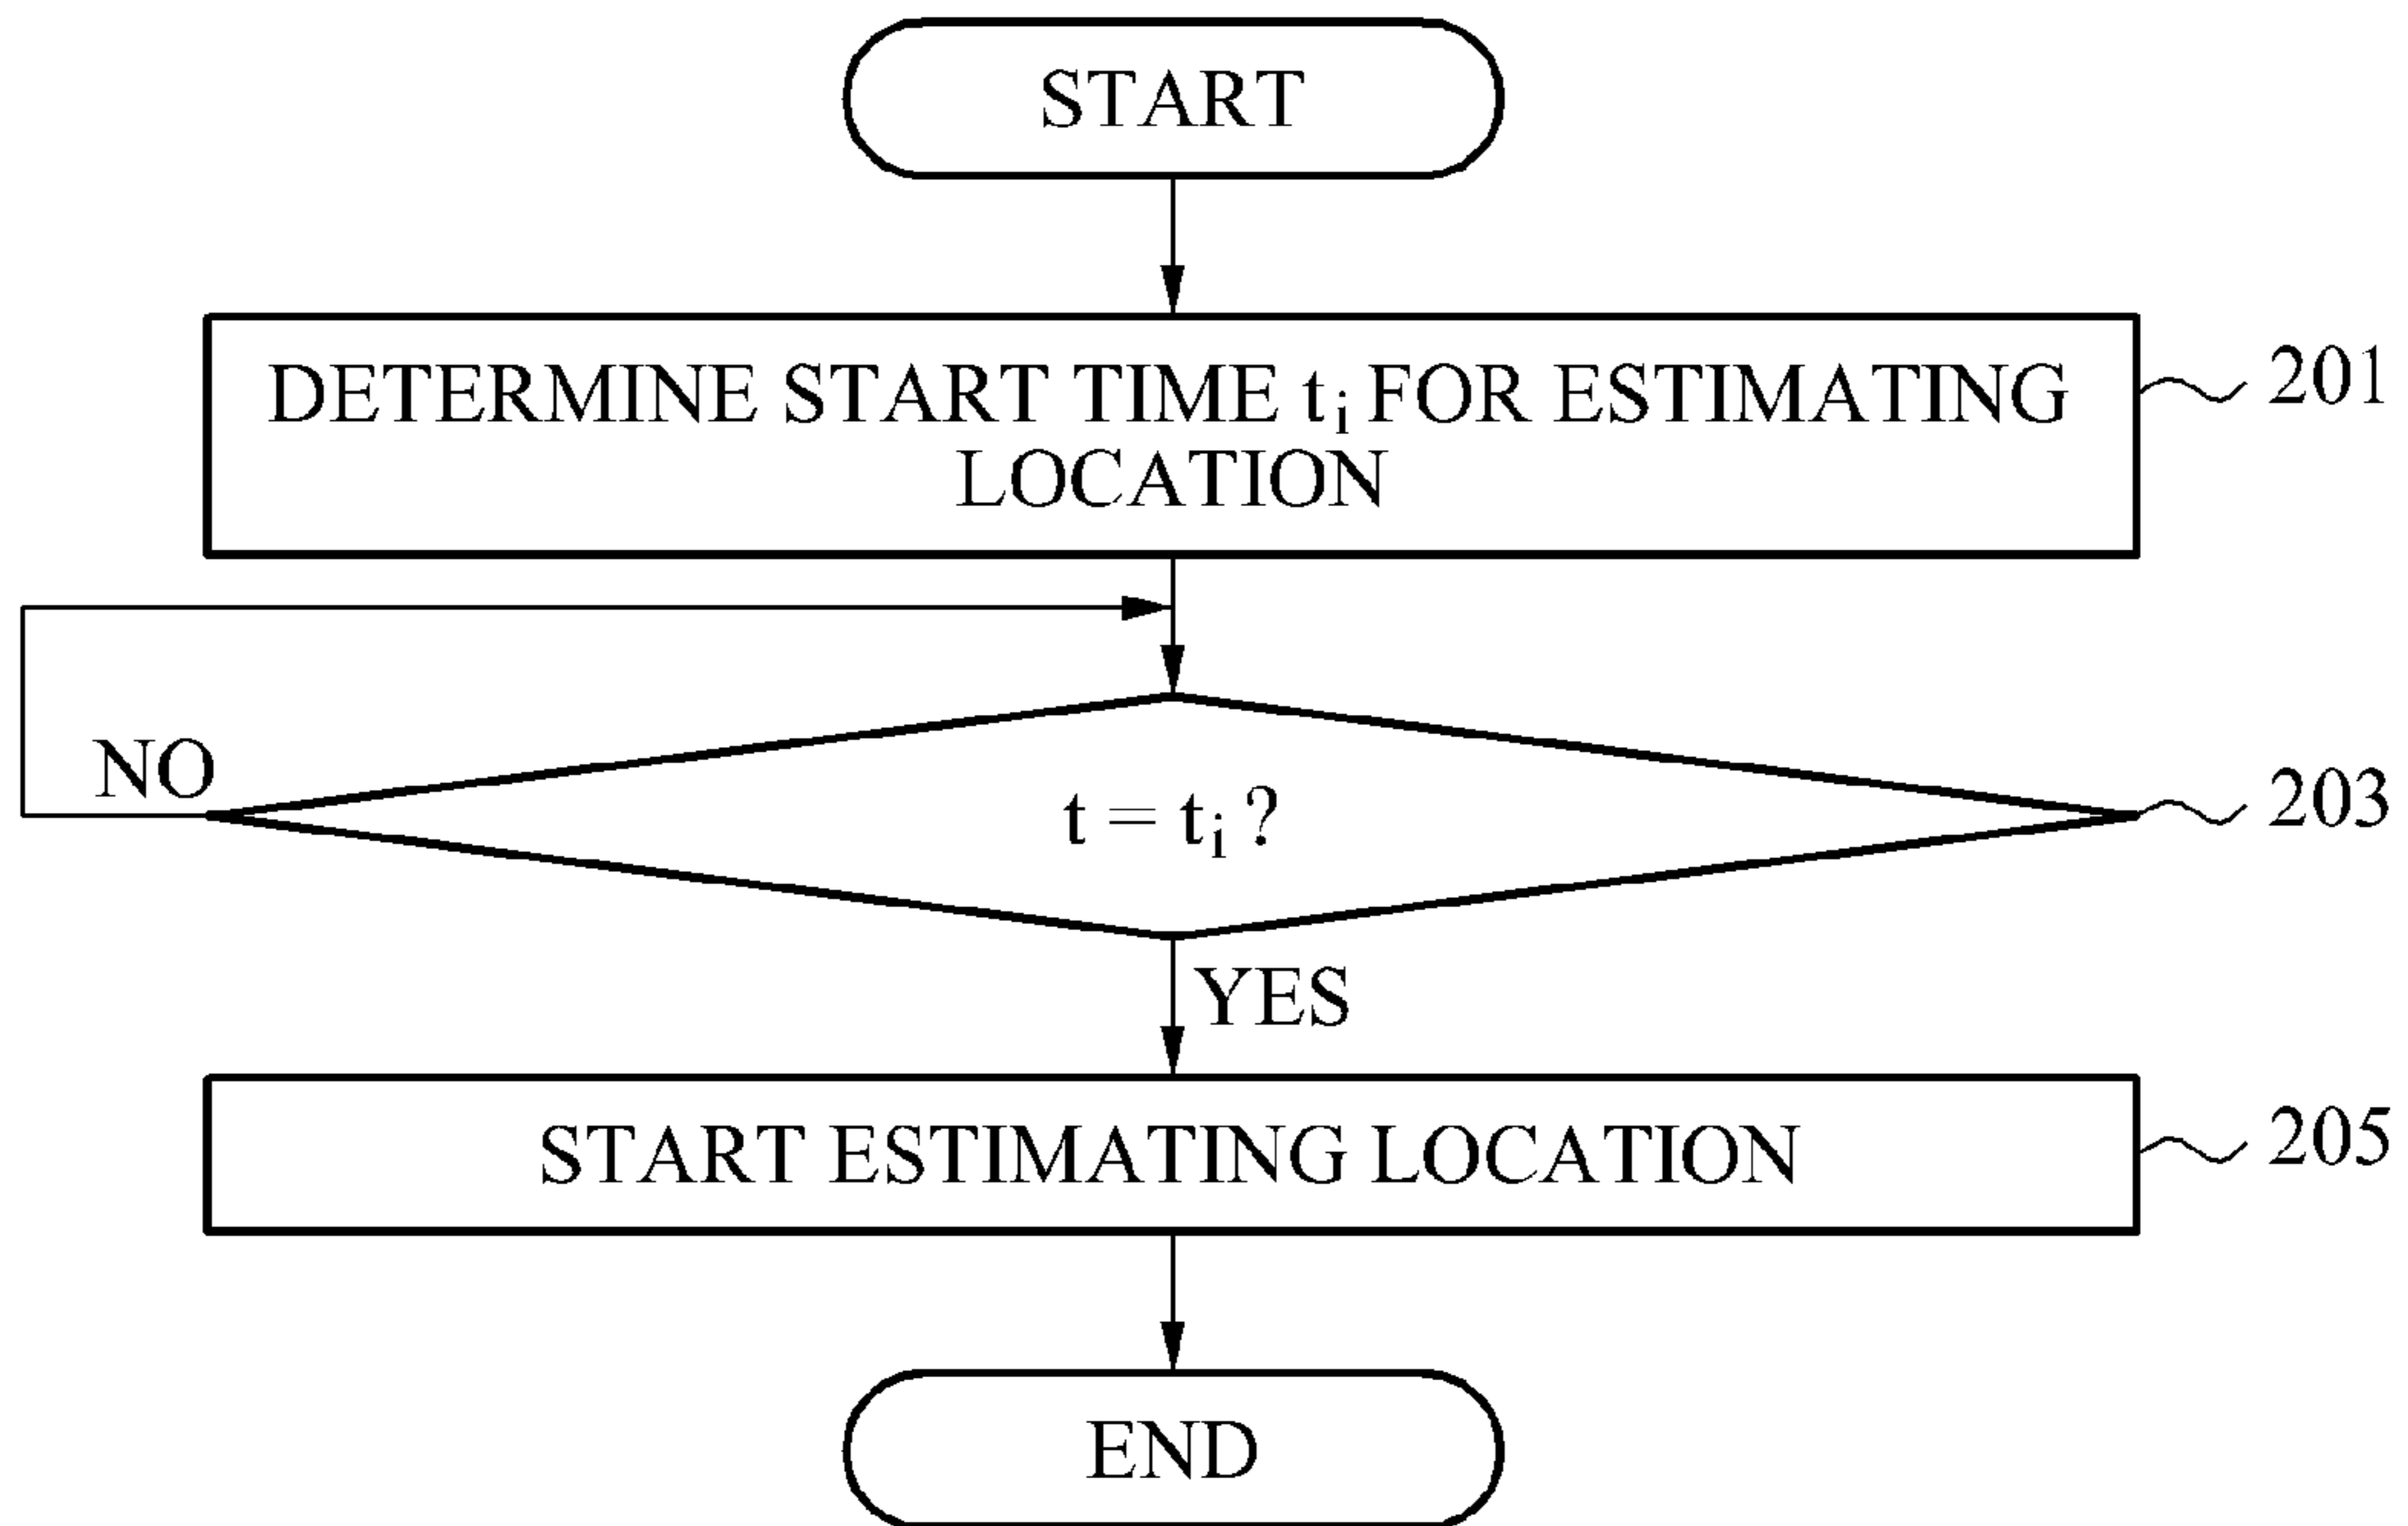 START
DETERMINE START TIME tᵢ FOR ESTIMATING
LOCATION
201
NO
t = tᵢ ?
203
YES
START ESTIMATING LOCATION
205
END